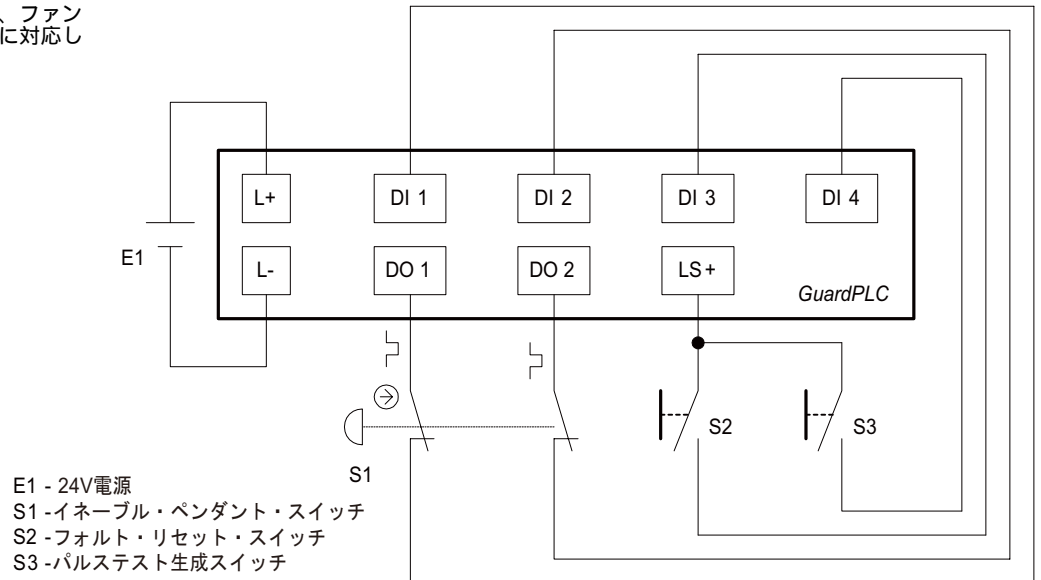 、ファン
に対応し
L+
DI 1
DI 2
DI 3
DI 4
E1
L-
DO 1
DO 2
LS+
GuardPLC
S1
S2
S3
E1 - 24V電源
S1 -イネーブル・ペンダント・スイッチ
S2 -フォルト・リセット・スイッチ
S3 -パルステスト生成スイッチ